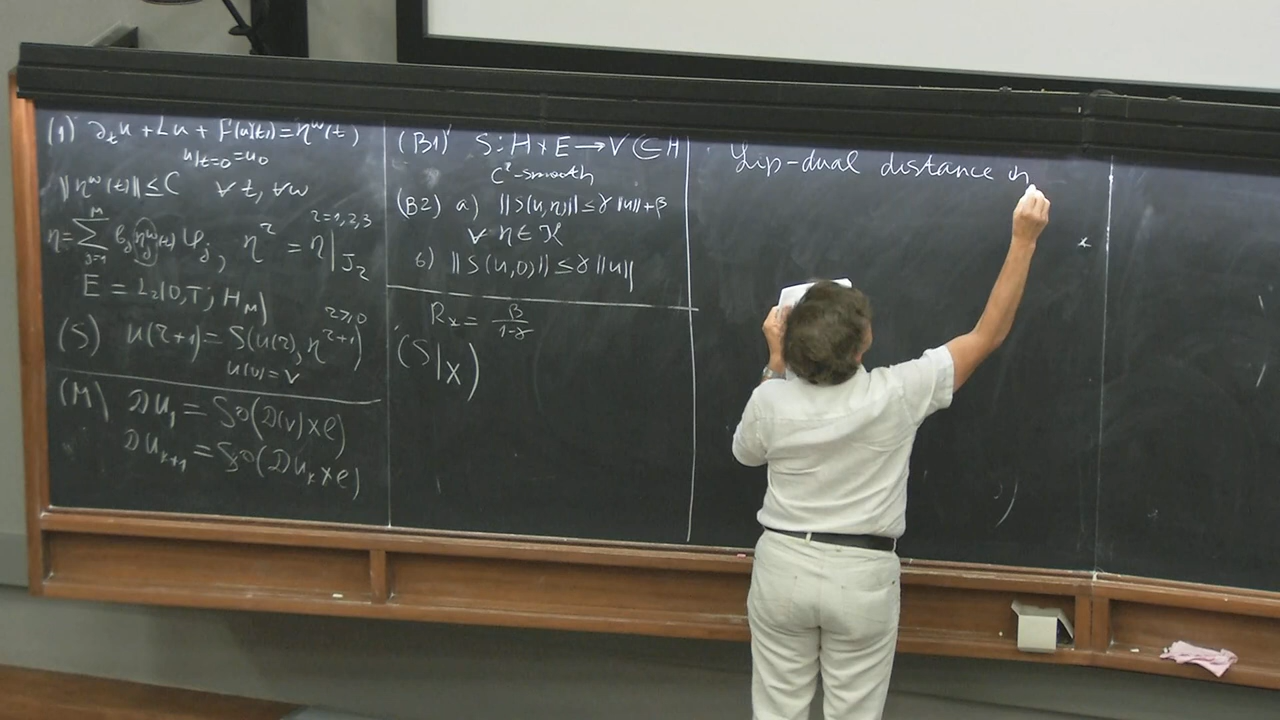 (1) ∂ₜu + Lu + F(u(t)) = η^ω(t)
u|ₜ₌₀ = u₀
||η^ω(t)|| ≤ C ∀ t, ∀ω
η = ∑_{j=1}^{M} b_j η_j^ω(t) φ_j, η^τ = η|_{J_τ} τ=1,2,3
E = L₂(0,T; H_M)
(S) u(τ+1) = S(u(τ), η^{τ+1}) τ≥0
u(0) = v
(M) Du₁ = S∘(D(v)×ℓ)
Du_{k+1} = S∘(Du_k×ℓ)
(B1) S: H × E → V ⊂ H
C²-smooth
(B2) a) ||S(u,η)|| ≤ γ||u|| + β
∀ η ∈ K
б) ||S(u,0)|| ≤ γ||u||
R_* = β/(1-γ)
(S|_X)
Lip-dual distance in